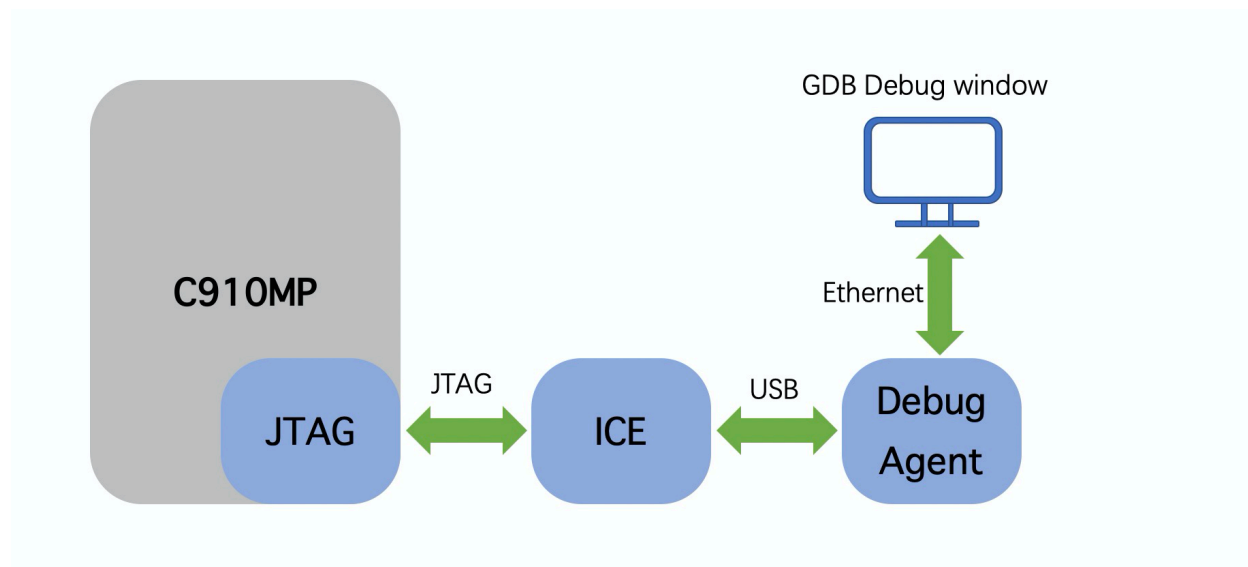 GDB Debug window
C910MP
Ethernet
JTAG
USB
JTAG
ICE
Debug
Agent